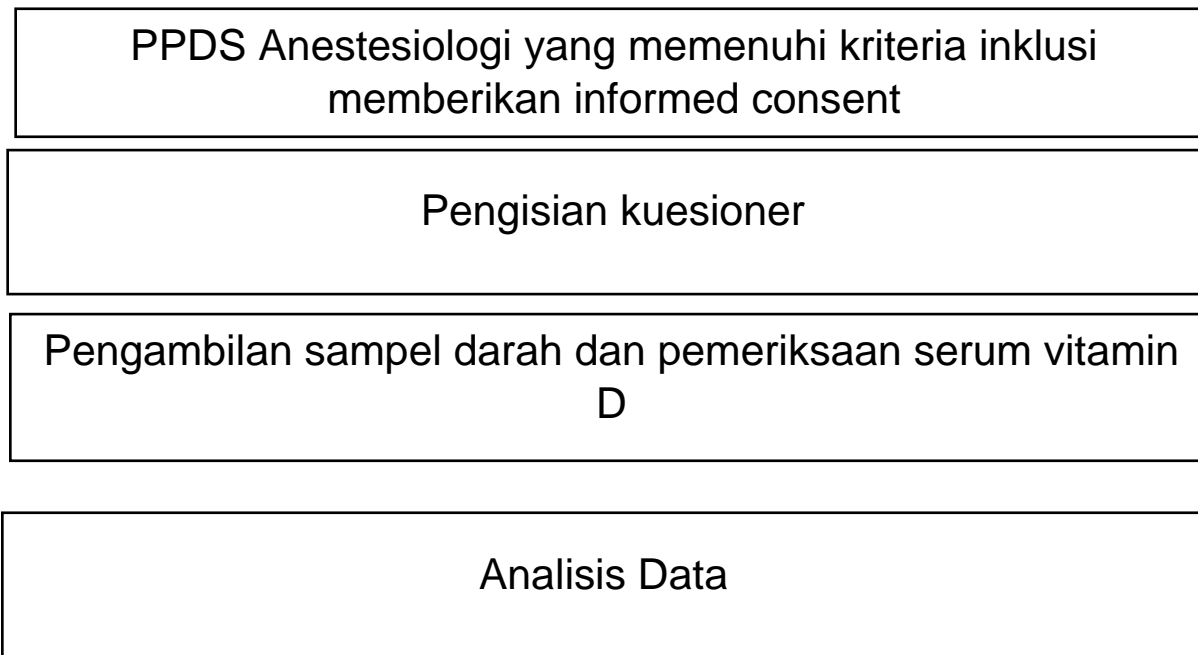 PPDS Anestesiologi yang memenuhi kriteria inklusi
memberikan informed consent
Pengisian kuesioner
Pengambilan sampel darah dan pemeriksaan serum vitamin
D
Analisis Data